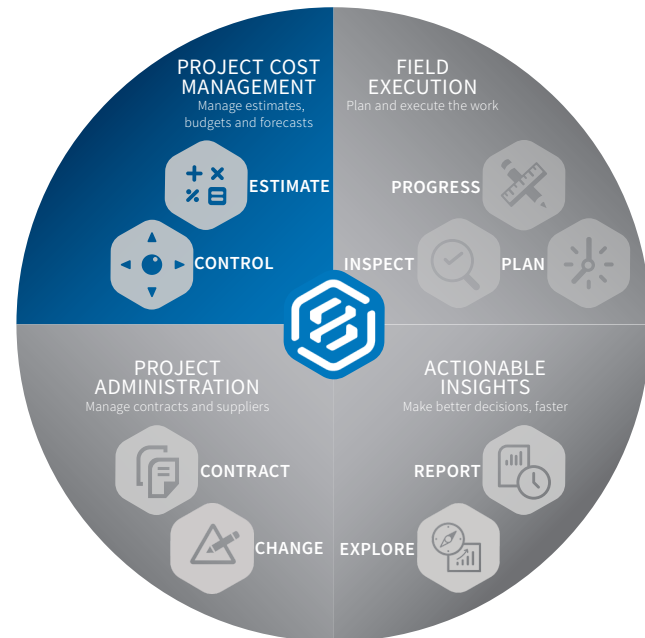 PROJECT COST
MANAGEMENT
Manage estimates,
budgets and forecasts
ESTIMATE
CONTROL
FIELD
EXECUTION
Plan and execute the work
PROGRESS
INSPECT
PLAN
PROJECT
ADMINISTRATION
Manage contracts and suppliers
CONTRACT
CHANGE
ACTIONABLE
INSIGHTS
Make better decisions, faster
REPORT
EXPLORE